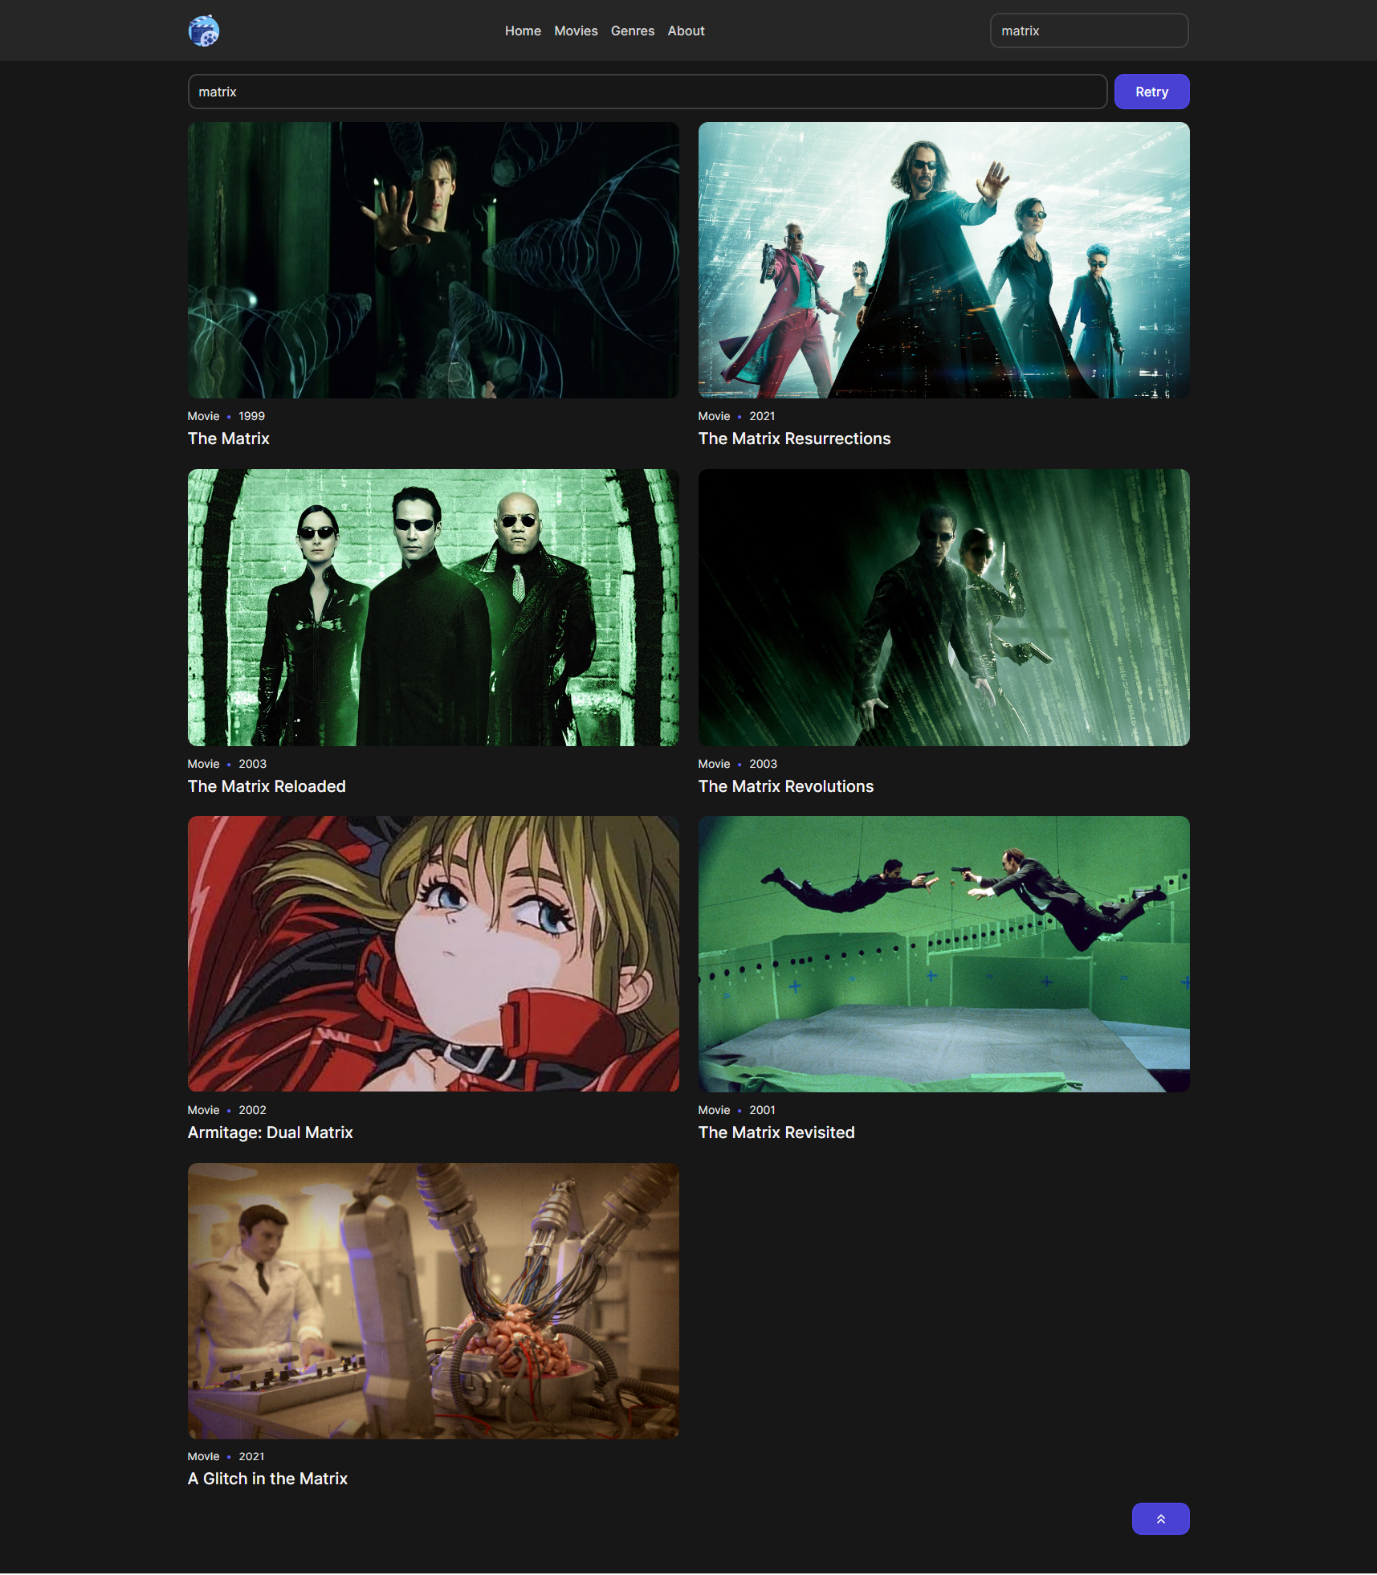 Home Movies Genres About
matrix
matrix
Retry
Movie • 1999
The Matrix
Movie • 2021
The Matrix Resurrections
Movie • 2003
The Matrix Reloaded
Movie • 2003
The Matrix Revolutions
Movie • 2002
Armitage: Dual Matrix
Movie • 2001
The Matrix Revisited
Movie • 2021
A Glitch in the Matrix